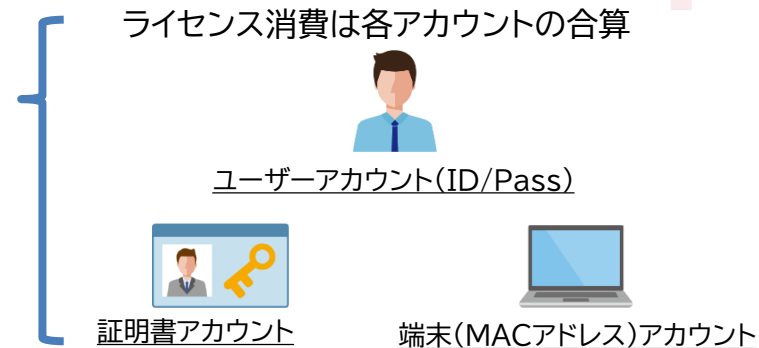 ライセンス消費は各アカウントの合算
ユーザーアカウント(ID/Pass)
証明書アカウント
端末(MACアドレス)アカウント